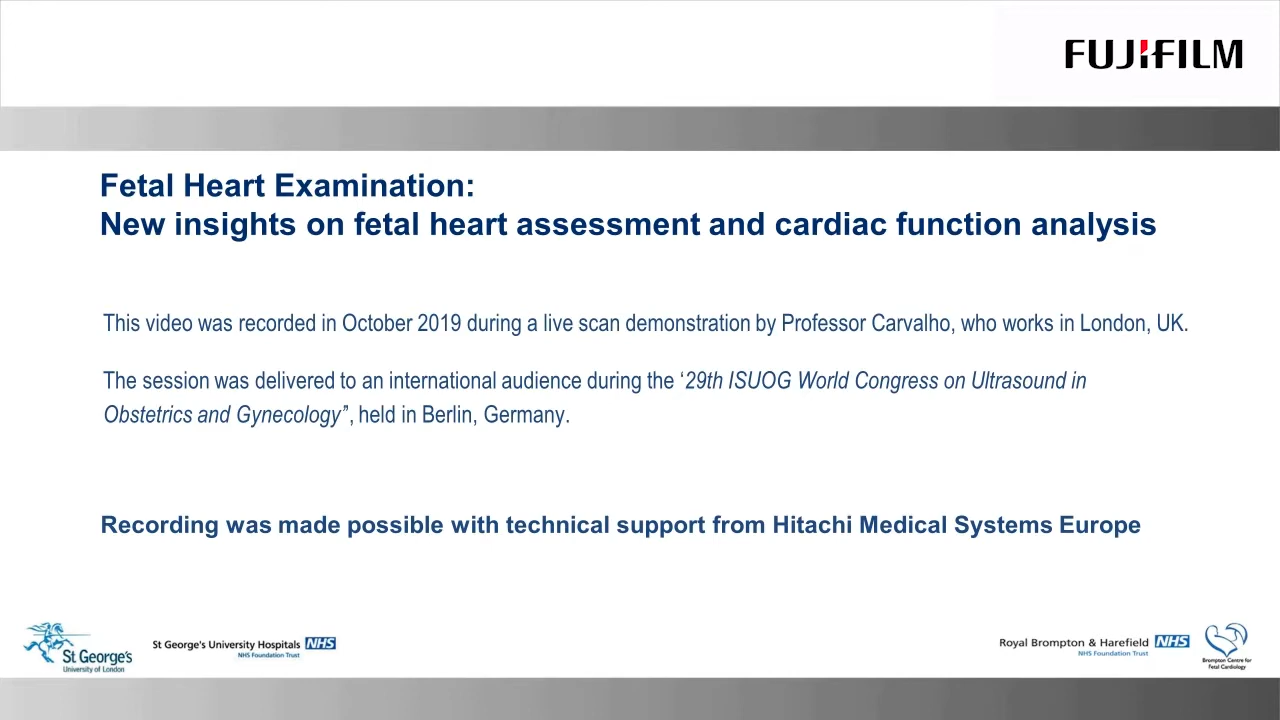 FUJIFILM
Fetal Heart Examination:
New insights on fetal heart assessment and cardiac function analysis
This video was recorded in October 2019 during a live scan demonstration by Professor Carvalho, who works in London, UK.
The session was delivered to an international audience during the ‘29th ISUOG World Congress on Ultrasound in
Obstetrics and Gynecology”, held in Berlin, Germany.
Recording was made possible with technical support from Hitachi Medical Systems Europe
St George's
University of London
St George's University Hospitals NHS
NHS Foundation Trust
Royal Brompton & Harefield NHS
NHS Foundation Trust
Brompton Centre for
Fetal Cardiology